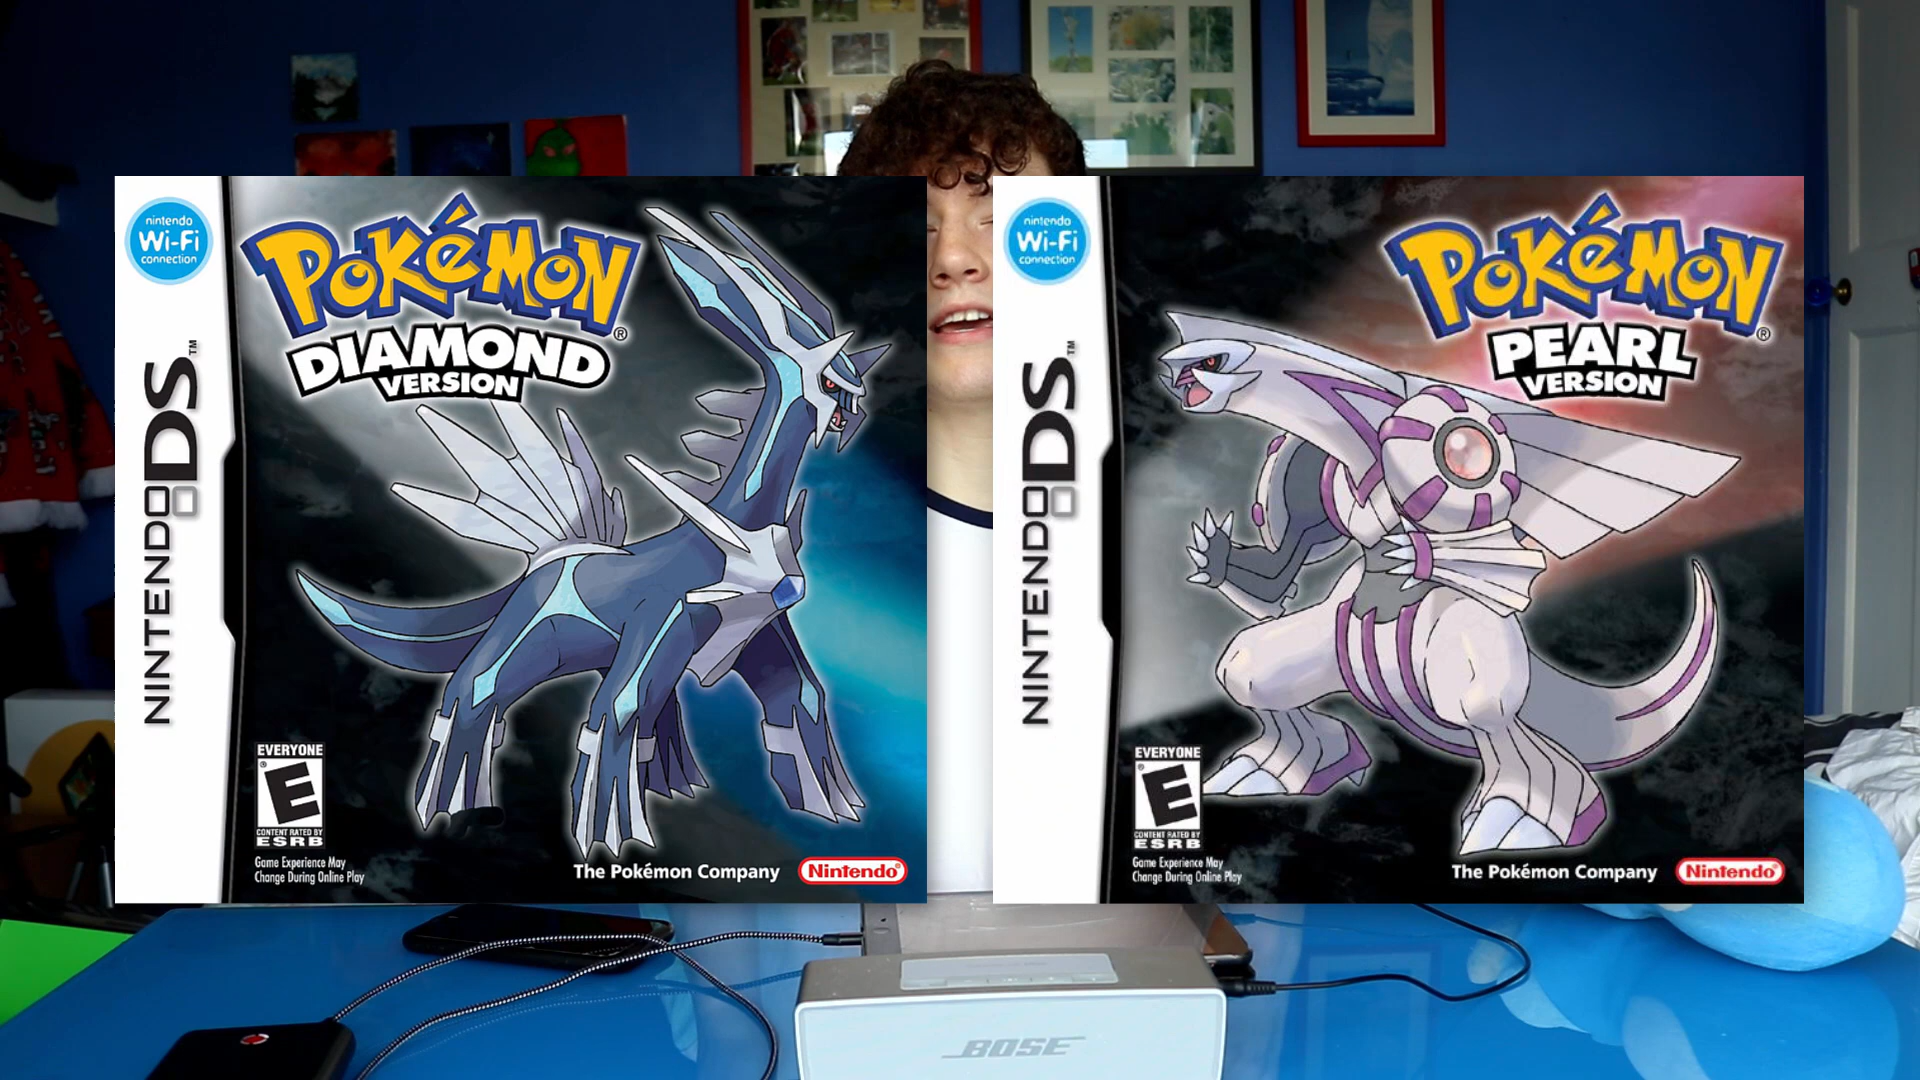 nintendo
Wi-Fi
connection
POKéMON®
DIAMOND
VERSION
NINTENDO DS™
EVERYONE
E®
CONTENT RATED BY
ESRB
Game Experience May
Change During Online Play
The Pokémon Company
Nintendo®
nintendo
Wi-Fi
connection
POKéMON®
PEARL
VERSION
NINTENDO DS™
EVERYONE
E®
CONTENT RATED BY
ESRB
Game Experience May
Change During Online Play
The Pokémon Company
Nintendo®
BOSE